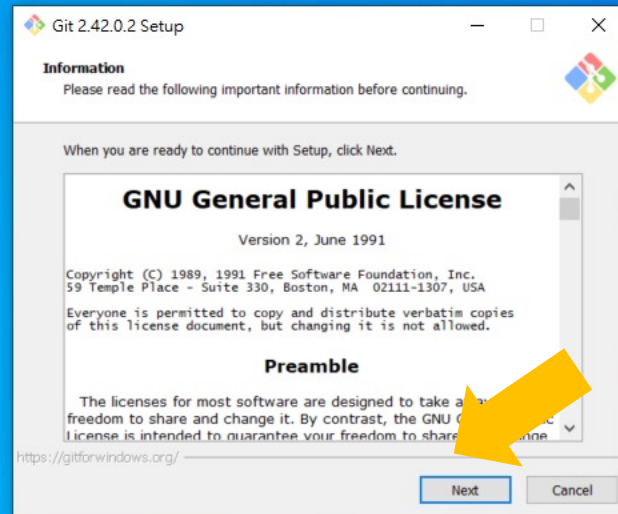 Git 2.42.0.2 Setup
Information
Please read the following important information before continuing.
When you are ready to continue with Setup, click Next.
GNU General Public License
Version 2, June 1991
Copyright (C) 1989, 1991 Free Software Foundation, Inc.
59 Temple Place - Suite 330, Boston, MA  02111-1307, USA
Everyone is permitted to copy and distribute verbatim copies
of this license document, but changing it is not allowed.
Preamble
The licenses for most software are designed to take
freedom to share and change it. By contrast, the GNU
License is intended to guarantee your freedom to share
https://gitforwindows.org/
Next
Cancel